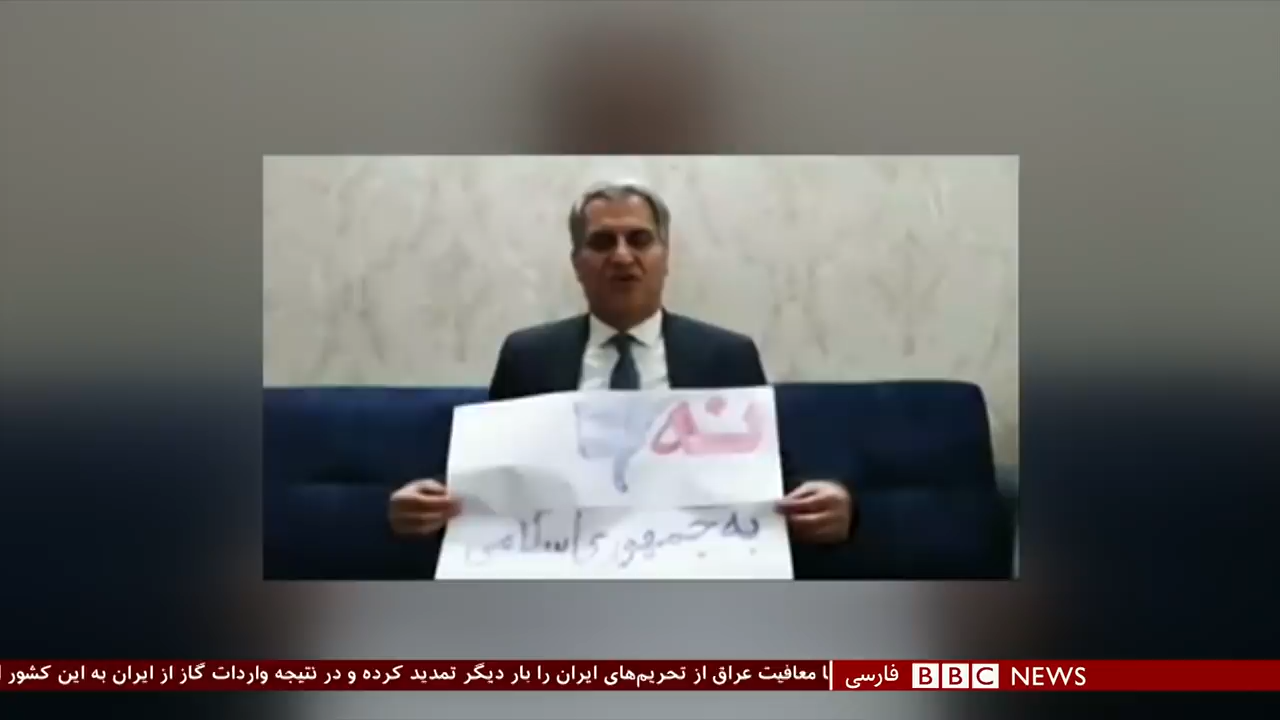 نه
به جمهوری اسلامی
ا معافیت عراق از تحریم‌های ایران را بار دیگر تمدید کرده و در نتیجه واردات گاز از ایران به این کشور ا
BBC NEWS فارسی